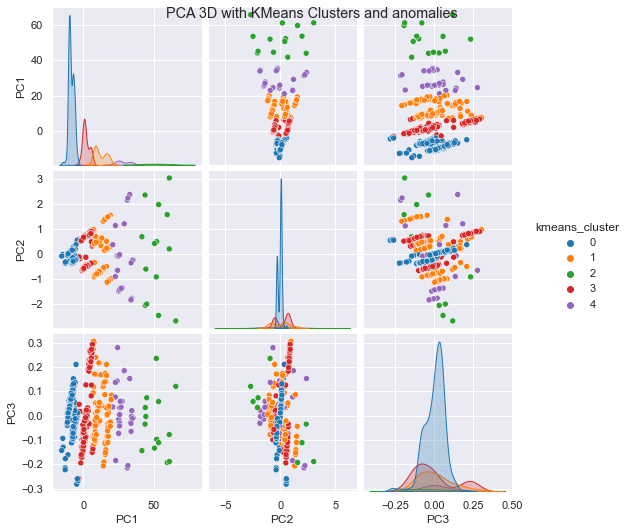 PCA 3D with KMeans Clusters and anomalies
60
40
20
0
PC1
3
2
1
0
−1
−2
PC2
0.3
0.2
0.1
0.0
−0.1
−0.2
−0.3
PC3
0 50
PC1
−5 0 5
PC2
−0.25 0.00 0.25 0.50
PC3
kmeans_cluster
0
1
2
3
4